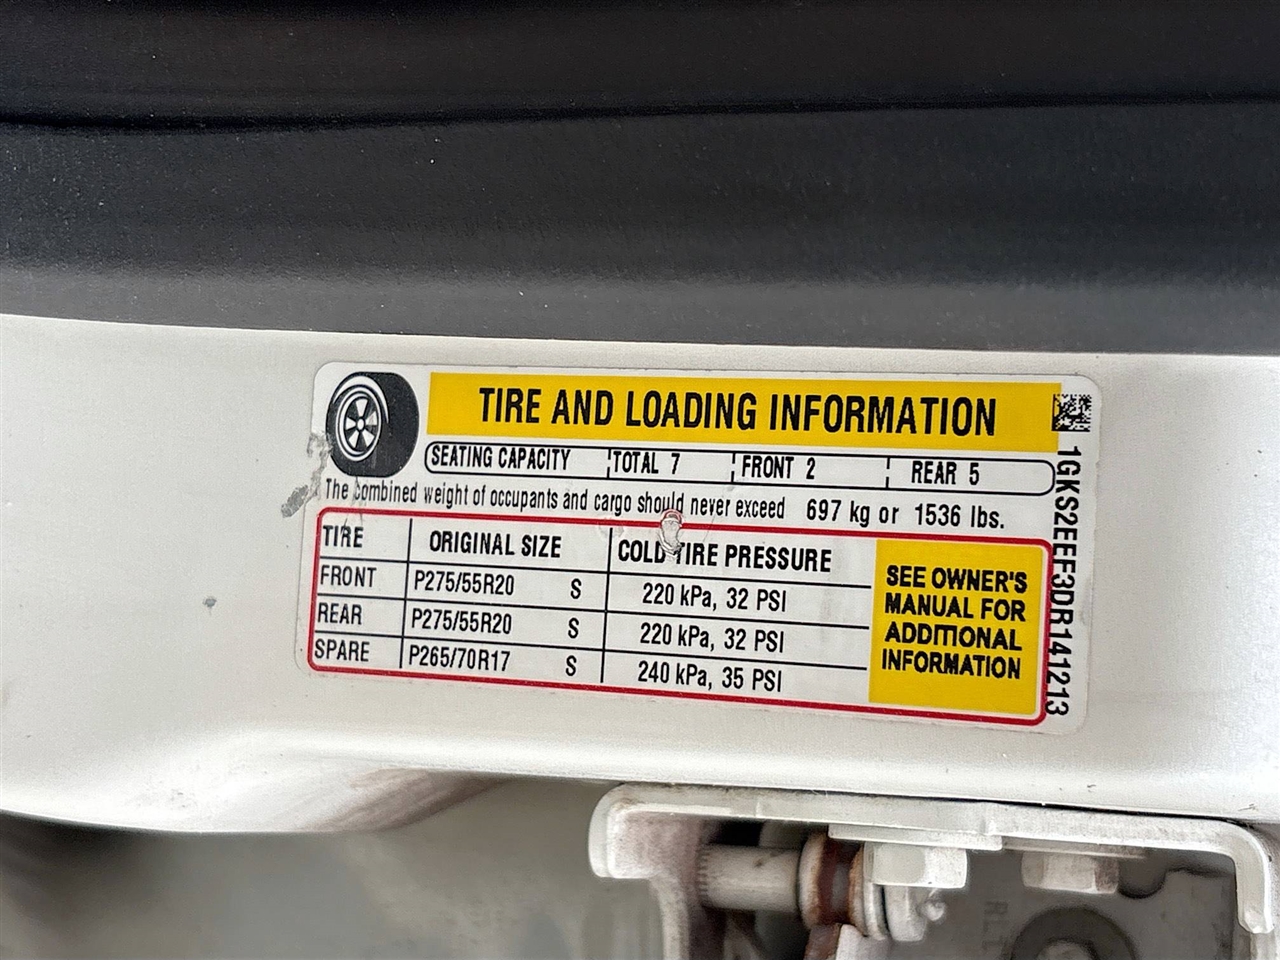 TIRE AND LOADING INFORMATION
SEATING CAPACITY TOTAL 7 FRONT 2 REAR 5
The combined weight of occupants and cargo should never exceed 697 kg or 1536 lbs.
TIRE ORIGINAL SIZE COLD TIRE PRESSURE
FRONT P275/55R20 S 220 kPa, 32 PSI
REAR P275/55R20 S 220 kPa, 32 PSI
SPARE P265/70R17 S 240 kPa, 35 PSI
SEE OWNER'S
MANUAL FOR
ADDITIONAL
INFORMATION
1GKS2EEF3DR141213